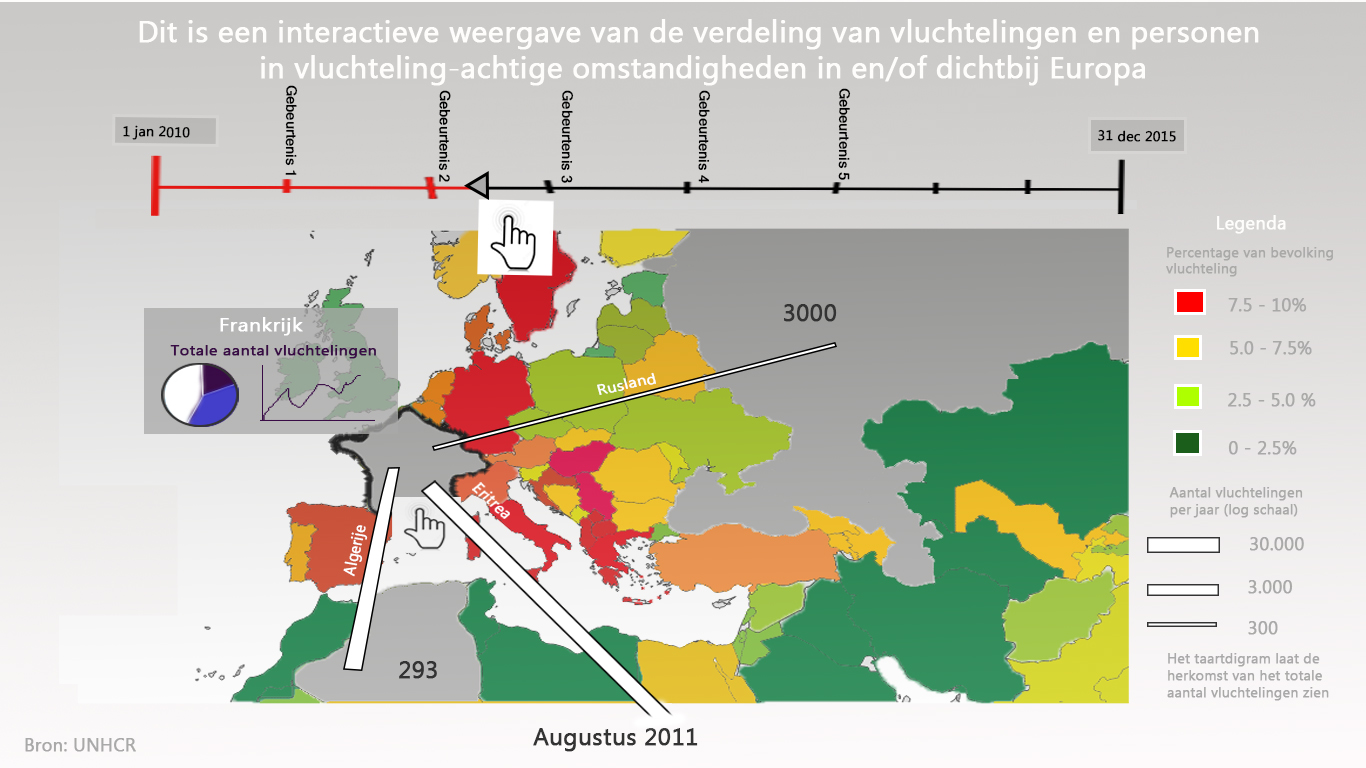 Dit is een interactieve weergave van de verdeling van vluchtelingen en personen
in vluchteling-achtige omstandigheden in en/of dichtbij Europa
1 jan 2010
Gebeurtenis 1
Gebeurtenis 2
Gebeurtenis 3
Gebeurtenis 4
Gebeurtenis 5
31 dec 2015
Legenda
Percentage van bevolking
vluchteling
7.5 - 10%
5.0 - 7.5%
2.5 - 5.0 %
0 - 2.5%
Aantal vluchtelingen
per jaar (log schaal)
30.000
3.000
300
Het taartdigram laat de
herkomst van het totale
aantal vluchtelingen zien
Frankrijk
Totale aantal vluchtelingen
3000
Rusland
Eritrea
Algerije
293
Augustus 2011
Bron: UNHCR